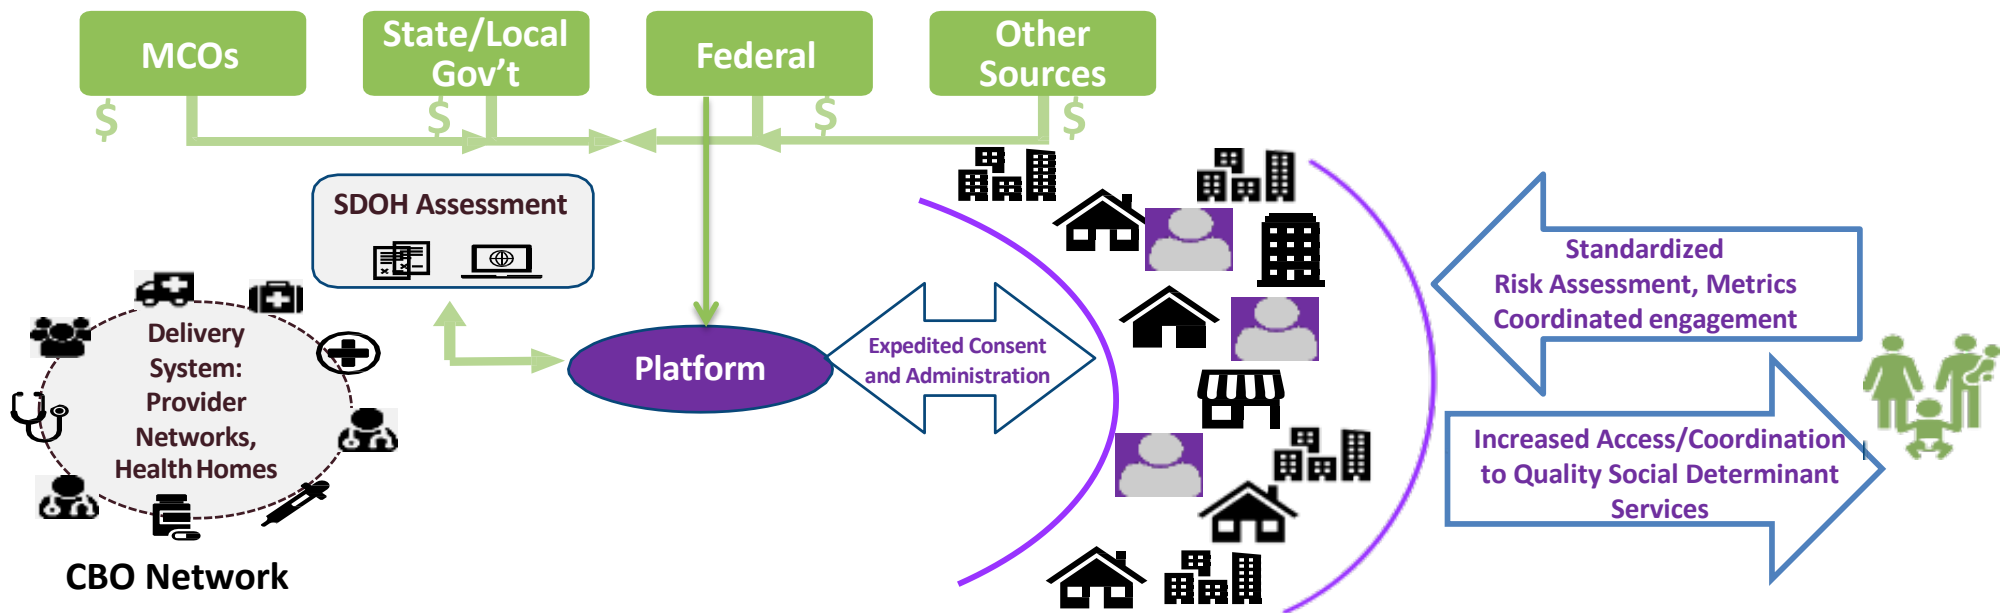 MCOs
State/Local
Gov’t
Federal
Other
Sources
$
$
$
$
SDOH Assessment
Delivery
System:
Provider
Networks,
Health Homes
CBO Network
Platform
Expedited Consent
and Administration
Standardized
Risk Assessment, Metrics
Coordinated engagement
Increased Access/Coordination
to Quality Social Determinant
Services